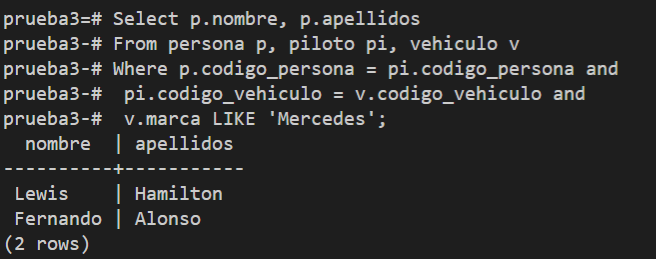 prueba3=# Select p.nombre, p.apellidos
prueba3-# From persona p, piloto pi, vehiculo v
prueba3-# Where p.codigo_persona = pi.codigo_persona and
prueba3-#  pi.codigo_vehiculo = v.codigo_vehiculo and
prueba3-#  v.marca LIKE 'Mercedes';
  nombre  | apellidos
----------+-----------
 Lewis    | Hamilton
 Fernando | Alonso
(2 rows)